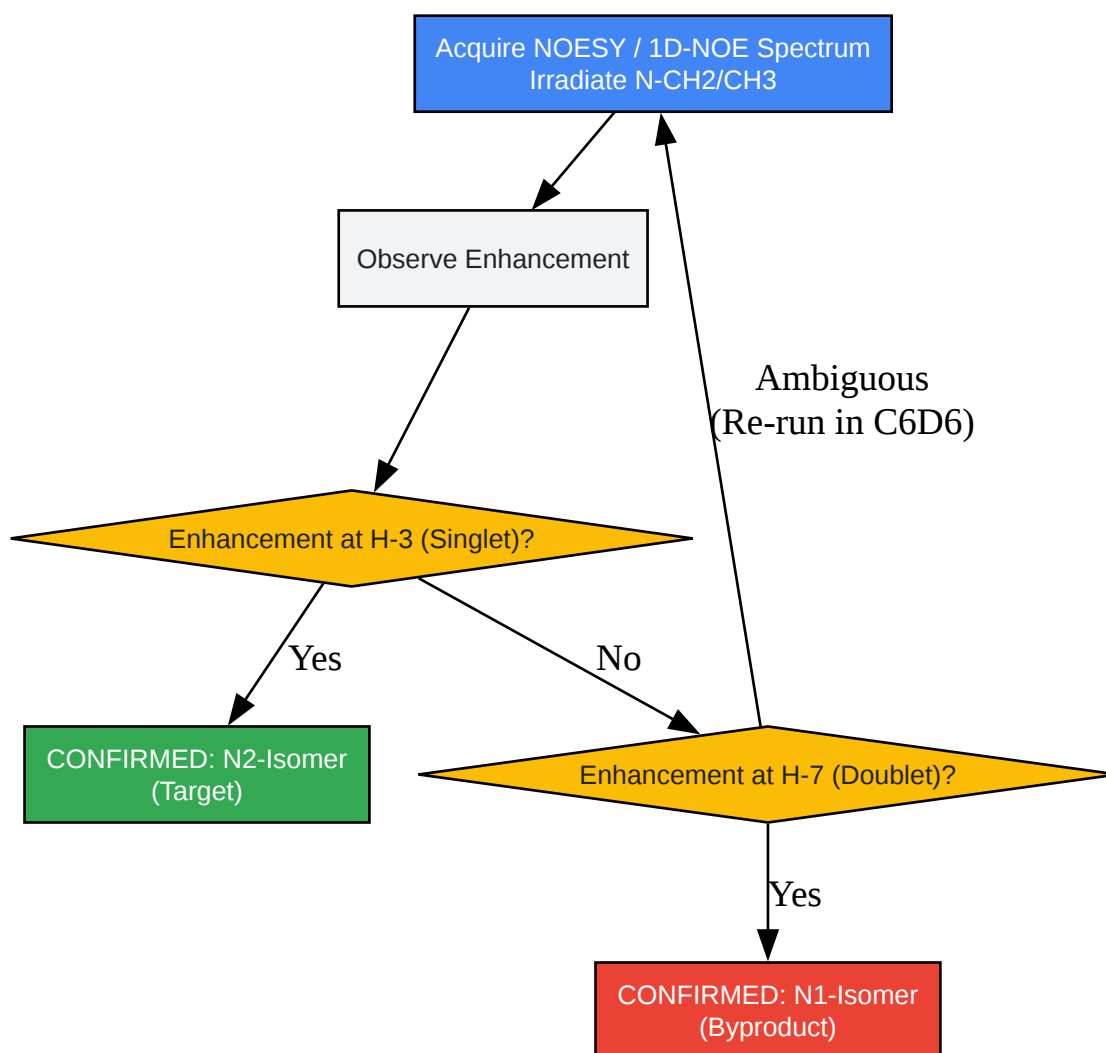 Acquire NOESY / 1D-NOE Spectrum
Irradiate N-CH2/CH3
Observe Enhancement
Ambiguous
(Re-run in C6D6)
Enhancement at H-3 (Singlet)?
Yes
No
CONFIRMED: N2-Isomer
(Target)
Enhancement at H-7 (Doublet)?
Yes
CONFIRMED: N1-Isomer
(Byproduct)